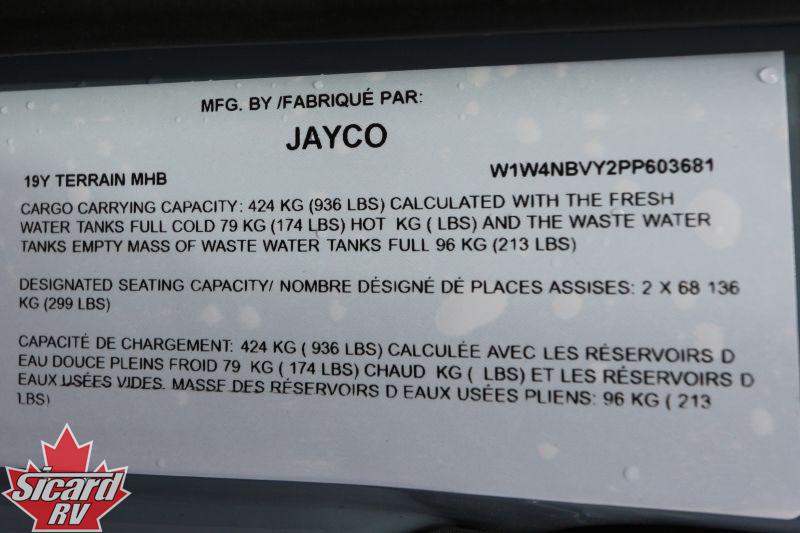 MFG. BY /FABRIQUÉ PAR:
JAYCO
19Y TERRAIN MHB
W1W4NBVY2PP603681
CARGO CARRYING CAPACITY: 424 KG (936 LBS) CALCULATED WITH THE FRESH
WATER TANKS FULL COLD 79 KG (174 LBS) HOT KG ( LBS) AND THE WASTE WATER
TANKS EMPTY MASS OF WASTE WATER TANKS FULL 96 KG (213 LBS)
DESIGNATED SEATING CAPACITY/ NOMBRE DÉSIGNÉ DÉ PLACES ASSISES: 2 X 68 136
KG (299 LBS)
CAPACITÉ DE CHARGEMENT: 424 KG ( 936 LBS) CALCULÉE AVEC LES RÉSERVOIRS D
EAU DOUCE PLEINS FROID 79 KG ( 174 LBS) CHAUD KG ( LBS) ET LES RÉSERVOIRS D
EAUX USÉES VIDES. MASSE DES RÉSERVOIRS D EAUX USÉES PLIENS: 96 KG ( 213
LBS)
Sicard
RV